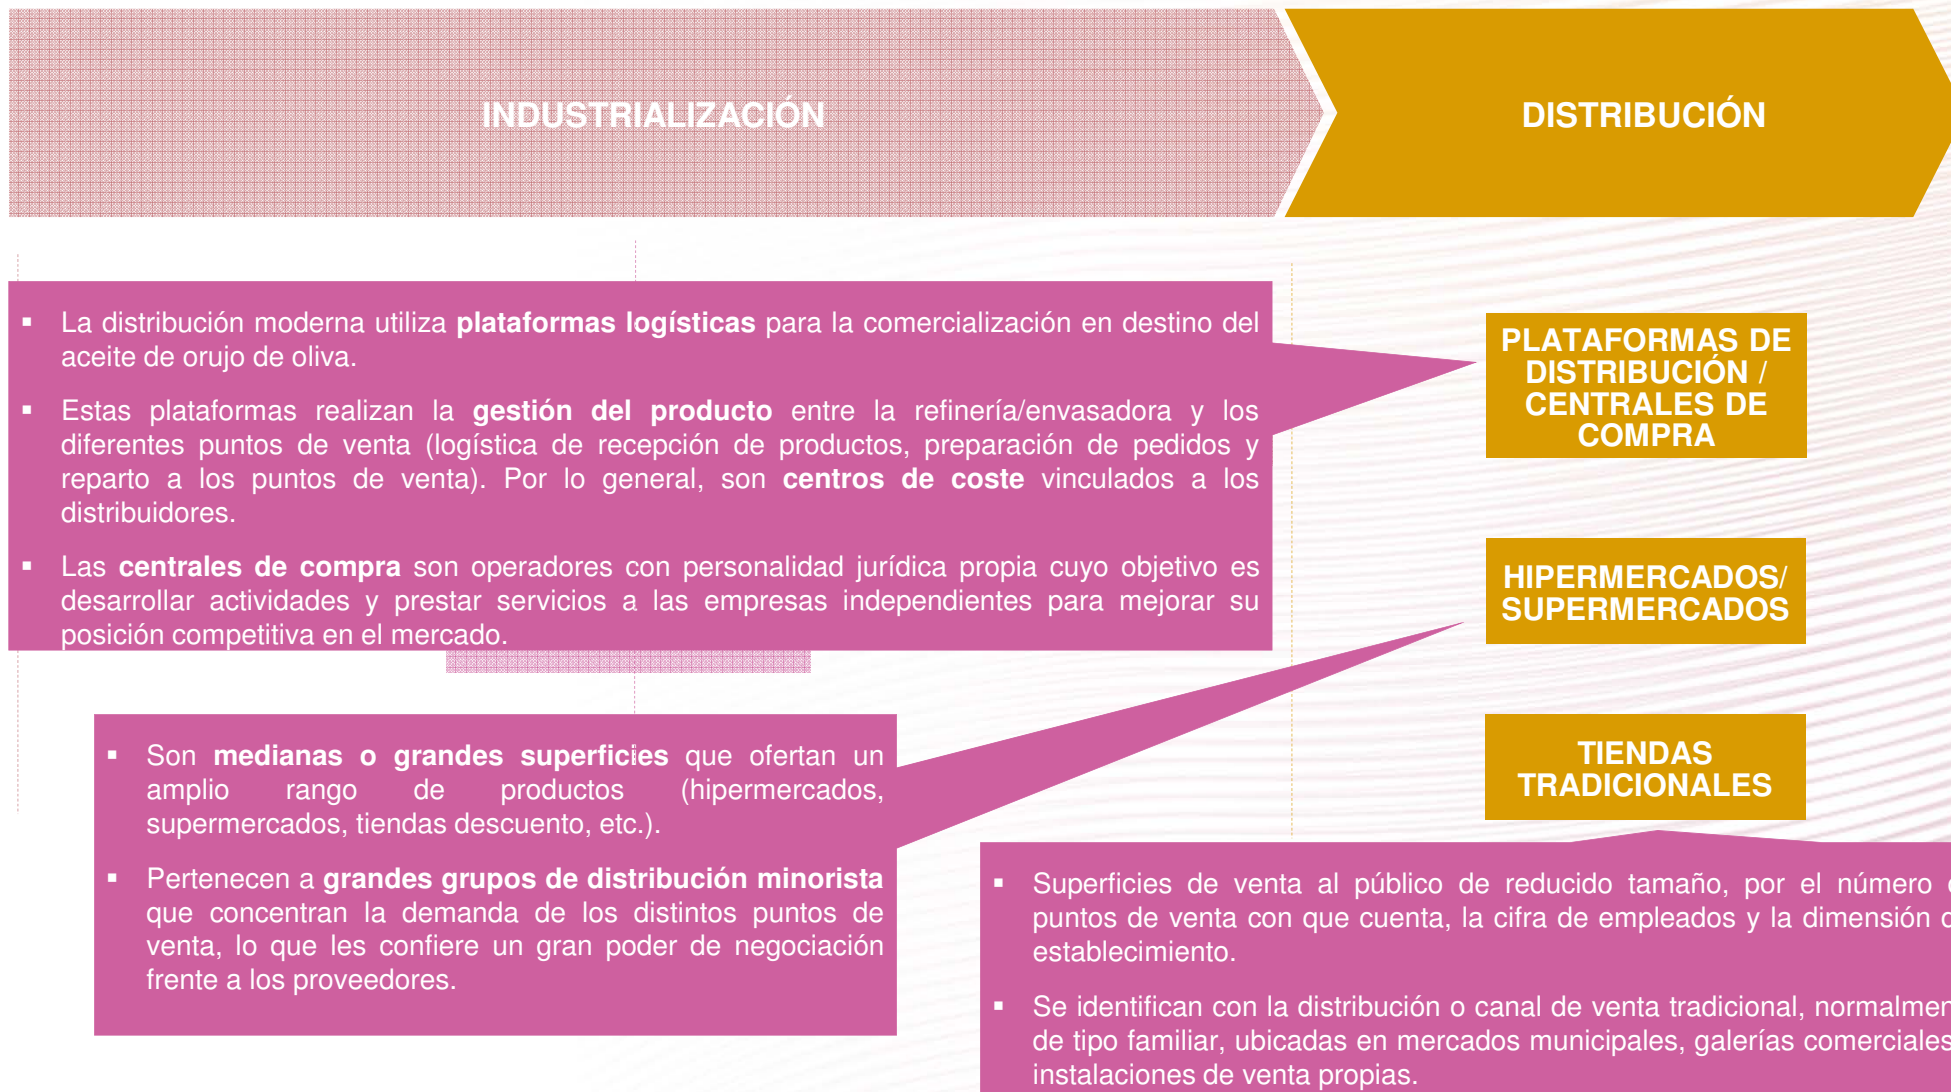 INDUSTRIALIZACIÓN
DISTRIBUCIÓN
▪ La distribución moderna utiliza plataformas logísticas para la comercialización en destino del
aceite de orujo de oliva.
▪ Estas plataformas realizan la gestión del producto entre la refinería/envasadora y los
diferentes puntos de venta (logística de recepción de productos, preparación de pedidos y
reparto a los puntos de venta). Por lo general, son centros de coste vinculados a los
distribuidores.
▪ Las centrales de compra son operadores con personalidad jurídica propia cuyo objetivo es
desarrollar actividades y prestar servicios a las empresas independientes para mejorar su
posición competitiva en el mercado.
PLATAFORMAS DE
DISTRIBUCIÓN /
CENTRALES DE
COMPRA
HIPERMERCADOS/
SUPERMERCADOS
▪ Son medianas o grandes superficies que ofertan un
amplio rango de productos (hipermercados,
supermercados, tiendas descuento, etc.).
▪ Pertenecen a grandes grupos de distribución minorista
que concentran la demanda de los distintos puntos de
venta, lo que les confiere un gran poder de negociación
frente a los proveedores.
TIENDAS
TRADICIONALES
▪ Superficies de venta al público de reducido tamaño, por el número
puntos de venta con que cuenta, la cifra de empleados y la dimensión
establecimiento.
▪ Se identifican con la distribución o canal de venta tradicional, normalmen
de tipo familiar, ubicadas en mercados municipales, galerías comerciales
instalaciones de venta propias.